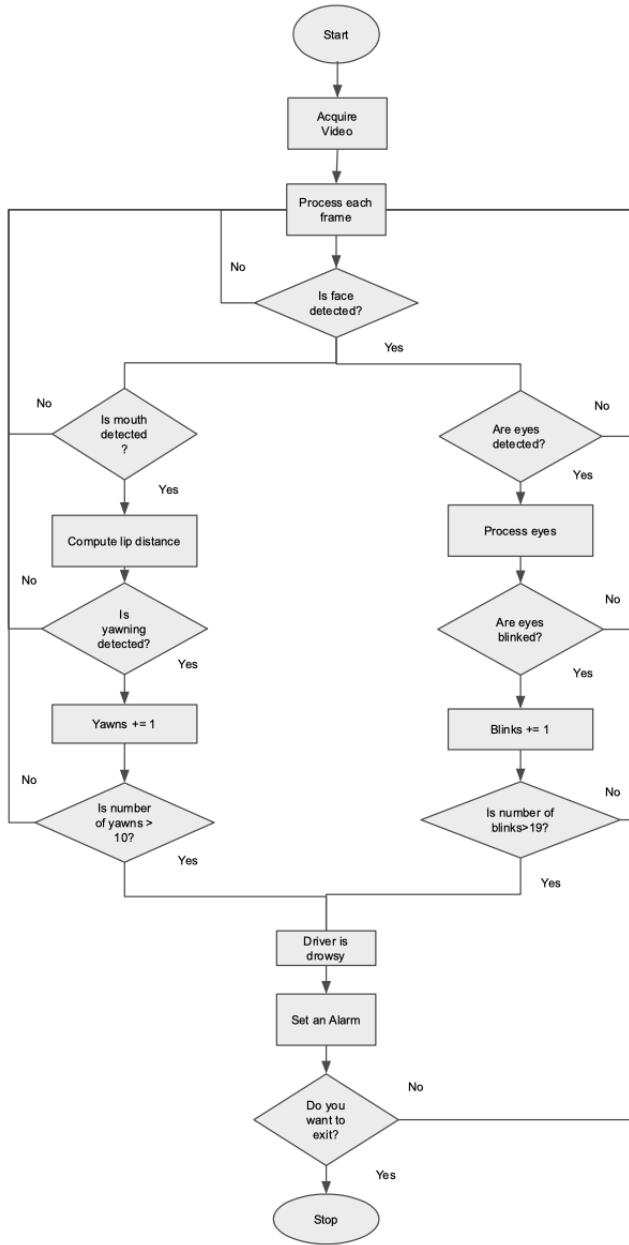 Start
Acquire
Video
Process each
frame
No
Is face
detected?
Yes
No
Is mouth
detected
?
Yes
Compute lip distance
No
Is
yawning
detected?
Yes
Yawns += 1
No
Is number
of yawns >
10?
Yes
No
Are eyes
detected?
Yes
Process eyes
No
Are eyes
blinked?
Yes
Blinks += 1
No
Is number of
blinks>19?
Yes
Driver is
drowsy
Set an Alarm
No
Do you
want to
exit?
Yes
Stop